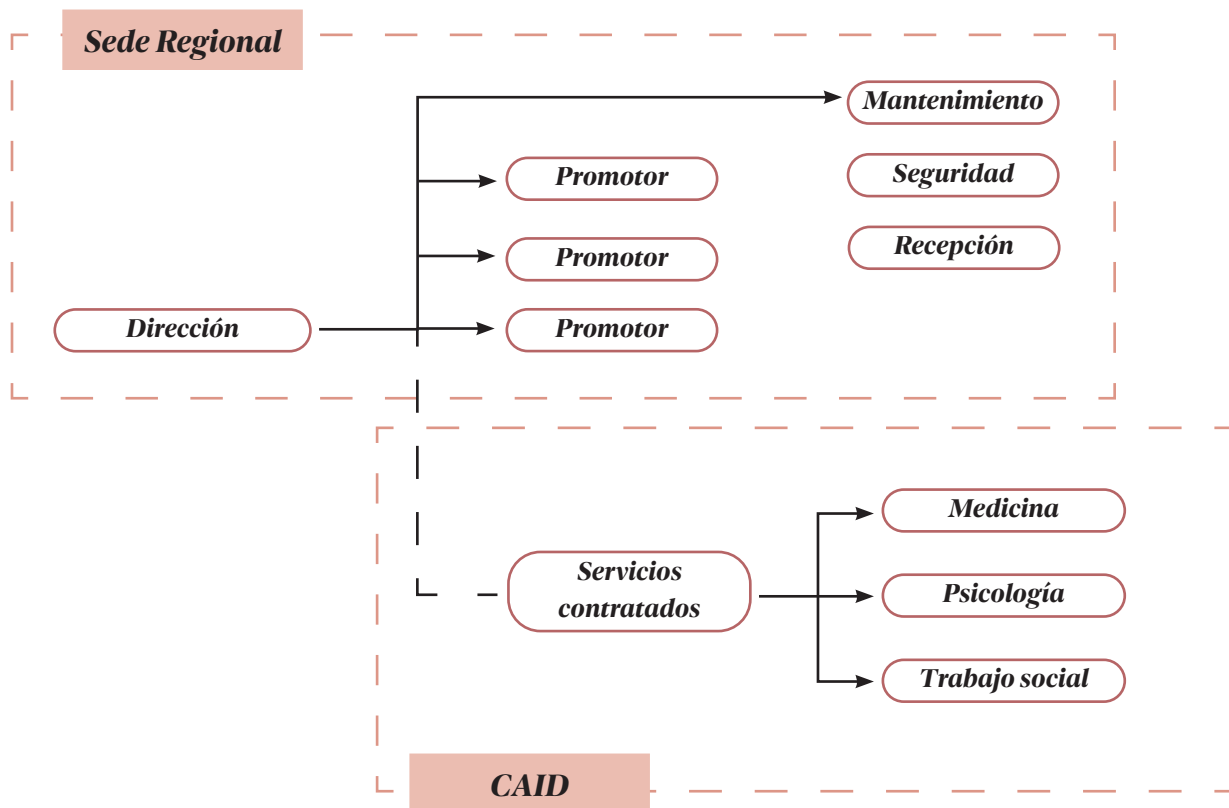 Sede Regional
Mantenimiento
Promotor
Seguridad
Promotor
Recepción
Dirección
Promotor
Medicina
Servicios
contratados
Psicología
Trabajo social
CAID